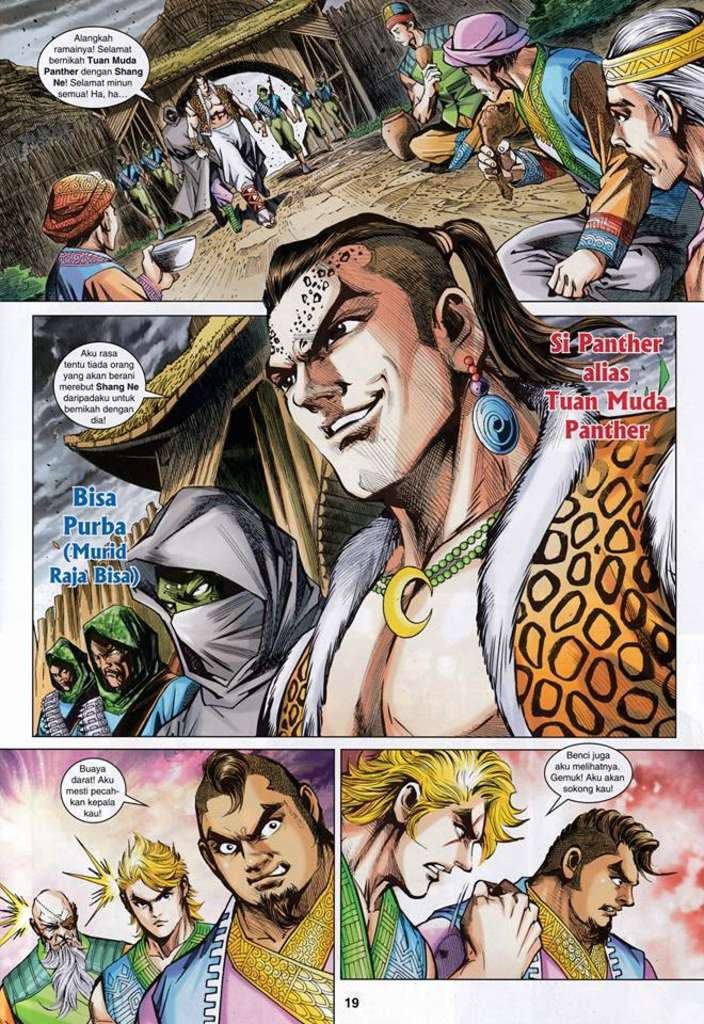 Alangkah
ramainya! Selamat
bernikah Tuan Muda
Panther dengan Shang
Ne! Selamat minun
semua! Ha, ha...
Aku rasa
tentu tiada orang
yang akan berani
merebut Shang Ne
daripadaku untuk
bernikah dengan
dia!
Si Panther
alias
Tuan Muda
Panther
Bisa
Purba
(Murid
Raja Bisa)
Buaya
darat! Aku
mesti pecah-
kan kepala
kau!
Benci juga
aku melihatnya.
Gemuk! Aku akan
sokong kau!
19